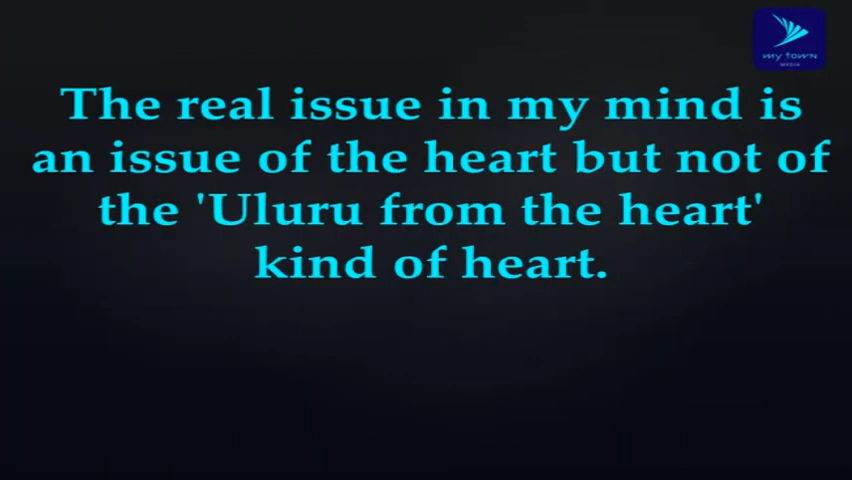 my town
MEDIA
The real issue in my mind is
an issue of the heart but not of
the 'Uluru from the heart'
kind of heart.